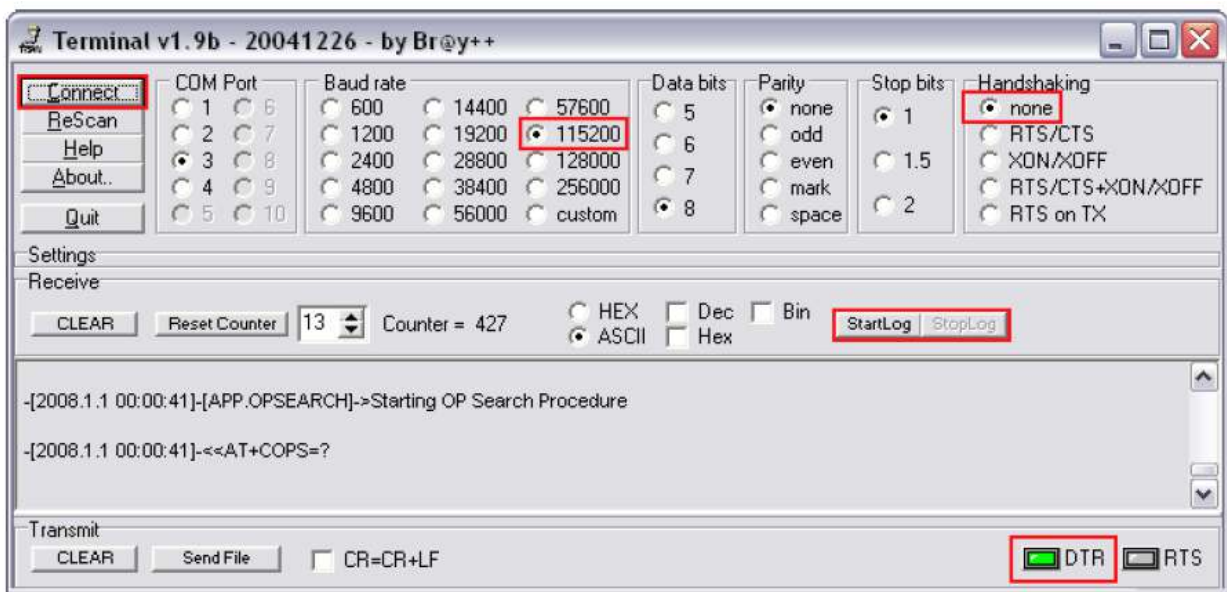 Terminal v1.9b - 20041226 - by Br@y++
Connect
ReScan
Help
About..
Quit
COM Port
1 6
2 7
3 8
4 9
5 10
Baud rate
600 14400 57600
1200 19200 115200
2400 28800 128000
4800 38400 256000
9600 56000 custom
Data bits
5
6
7
8
Parity
none
odd
even
mark
space
Stop bits
1
1.5
2
Handshaking
none
RTS/CTS
XON/XOFF
RTS/CTS+XON/XOFF
RTS on TX
Settings
Receive
CLEAR
Reset Counter
13
Counter = 427
HEX
ASCII
Dec
Hex
Bin
StartLog
StopLog
-[2008.1.1 00:00:41]-[APP.OPSEARCH]->Starting OP Search Procedure
-[2008.1.1 00:00:41]-<<AT+COPS=?
Transmit
CLEAR
Send File
CR=CR+LF
DTR
RTS